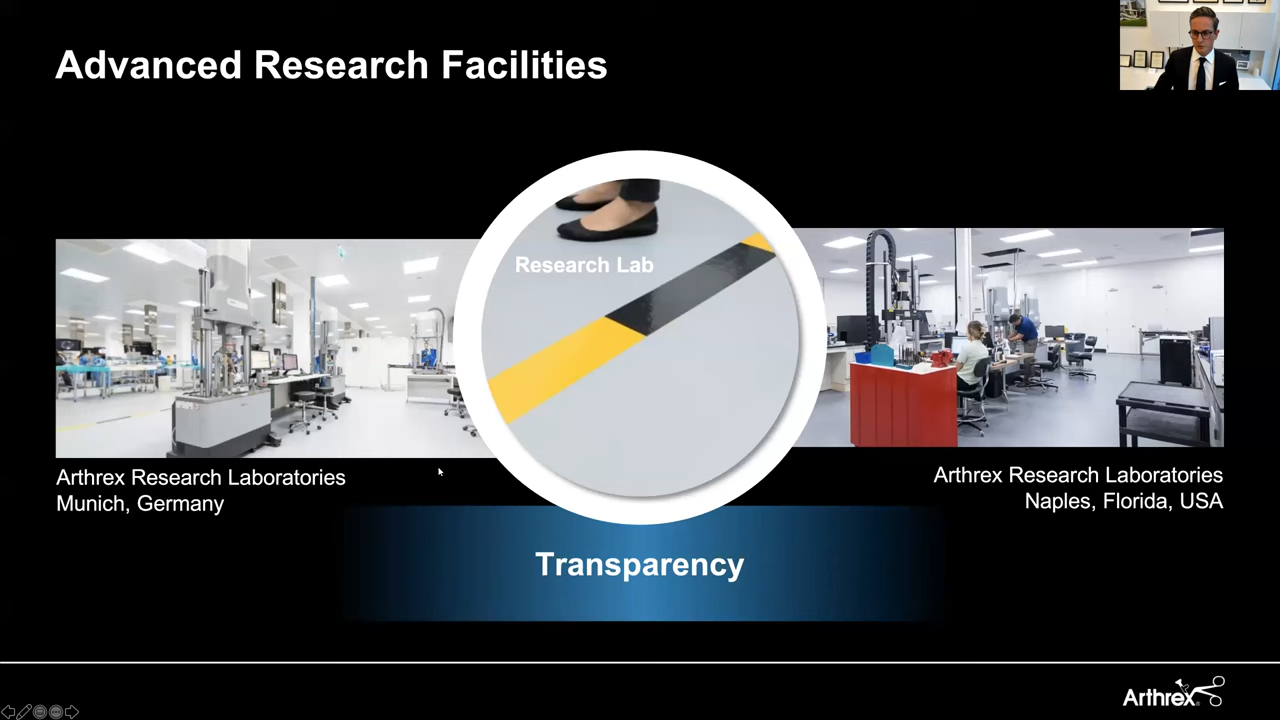 Advanced Research Facilities
Research Lab
Arthrex Research Laboratories
Munich, Germany
Arthrex Research Laboratories
Naples, Florida, USA
Transparency
Arthrex